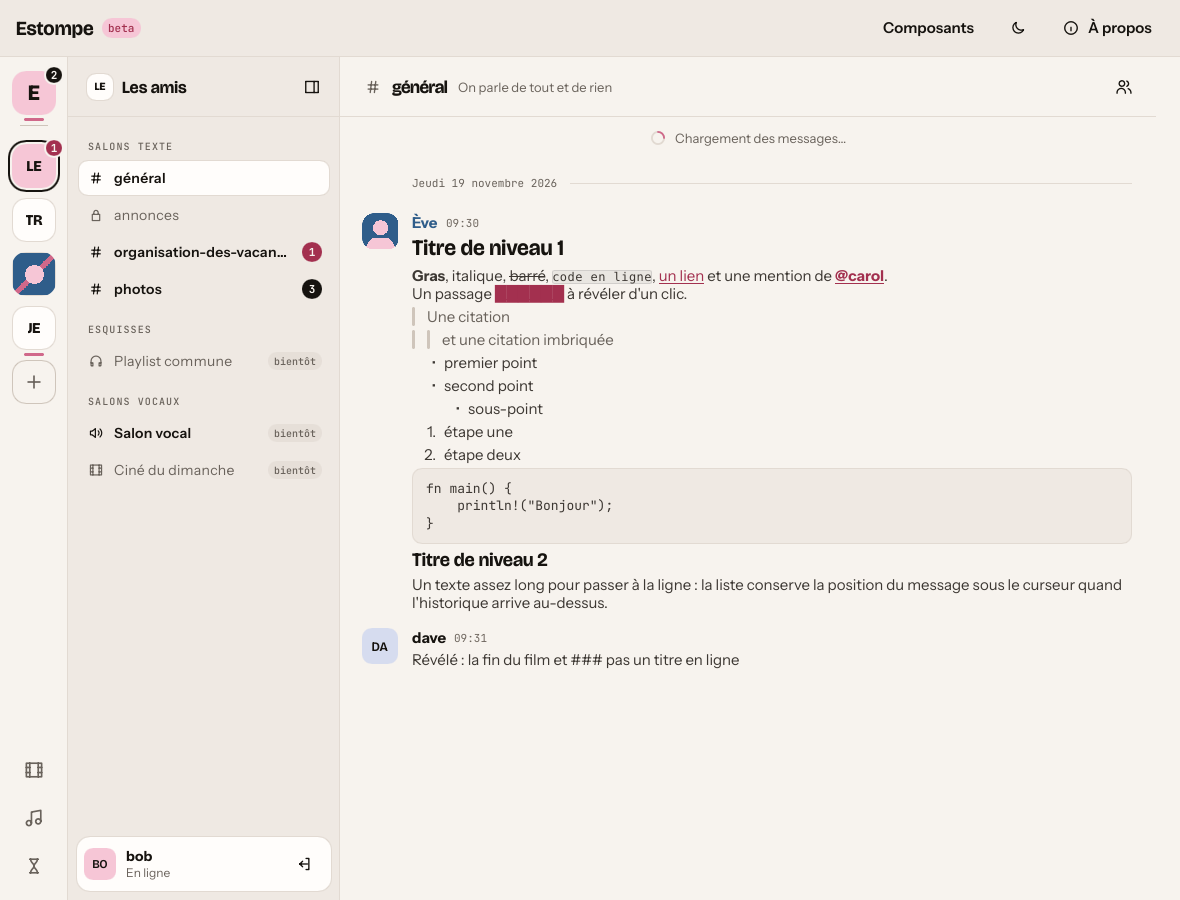 Estompe beta
Composants
À propos
E 2
LE 1
TR
JE
LE Les amis
SALONS TEXTE
# général
annonces
# organisation-des-vacan... 1
# photos 3
ESQUISSES
Playlist commune bientôt
SALONS VOCAUX
Salon vocal bientôt
Ciné du dimanche bientôt
BO bob
En ligne
# général On parle de tout et de rien
Chargement des messages…
Jeudi 19 novembre 2026
Ève 09:30
Titre de niveau 1
Gras, italique, barré, code en ligne, un lien et une mention de @carol.
Un passage à révéler d'un clic.
Une citation
et une citation imbriquée
· premier point
· second point
· sous-point
1. étape une
2. étape deux
fn main() {
    println!("Bonjour");
}
Titre de niveau 2
Un texte assez long pour passer à la ligne : la liste conserve la position du message sous le curseur quand
l'historique arrive au-dessus.
DA dave 09:31
Révélé : la fin du film et ### pas un titre en ligne